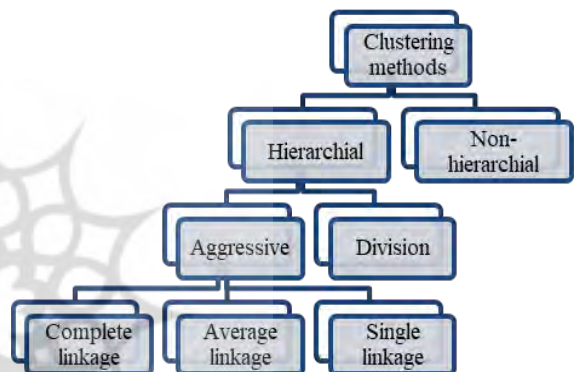 Clustering
methods
Hierarchial
Non-
hierarchial
Aggressive
Division
Complete
linkage
Average
linkage
Single
linkage